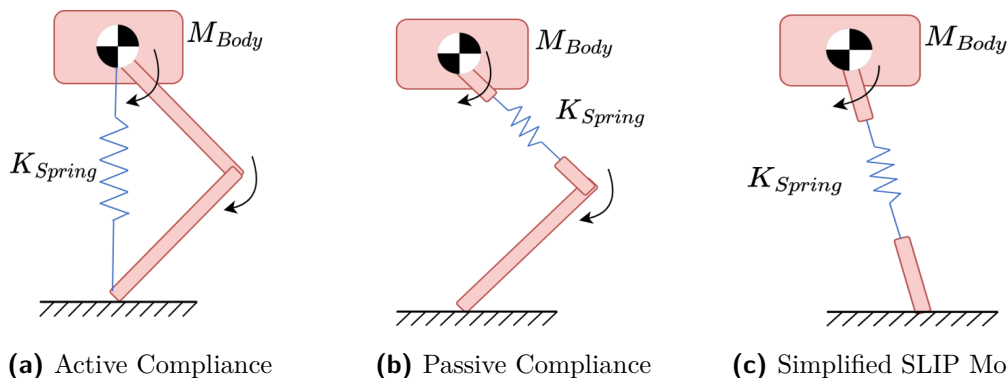 M_Body
K_Spring
M_Body
K_Spring
M_Body
K_Spring
(a) Active Compliance
(b) Passive Compliance
(c) Simplified SLIP Mo